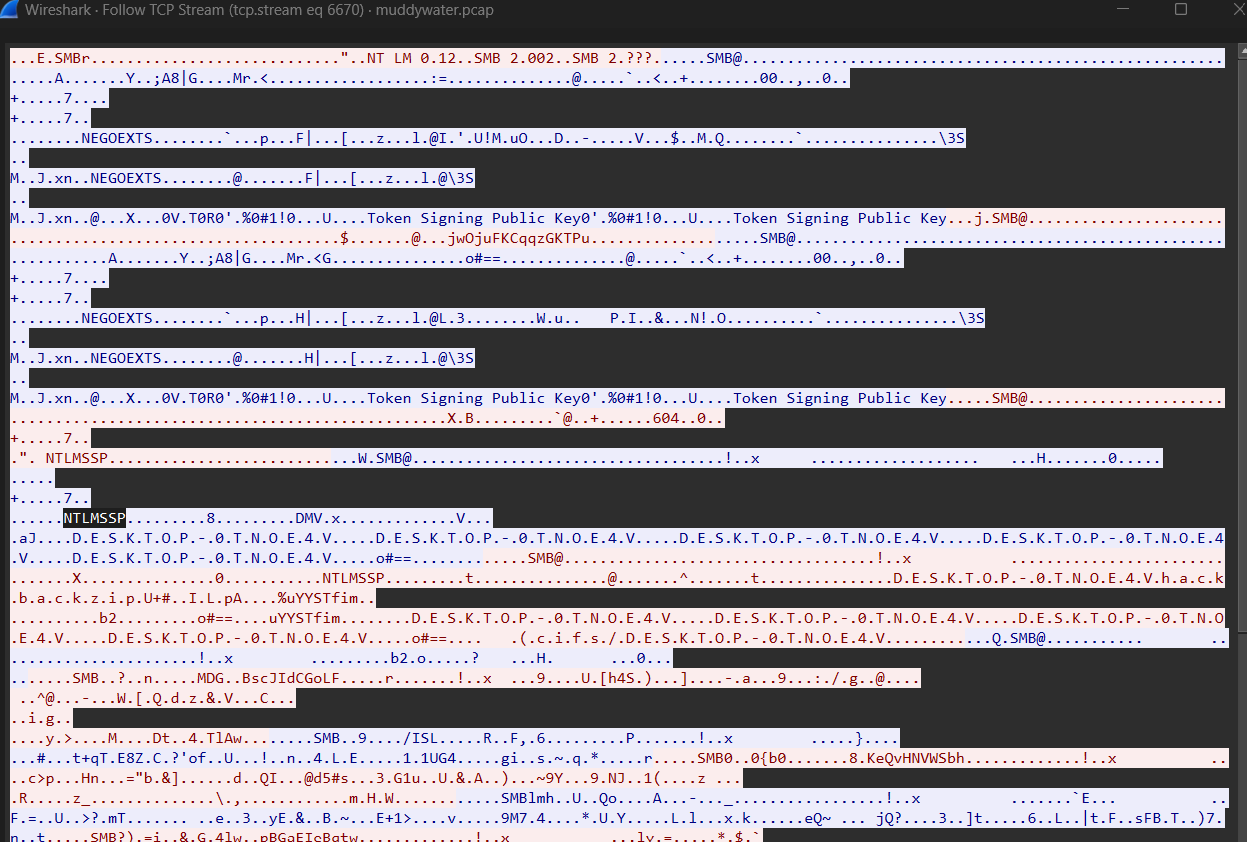 Wireshark · Follow TCP Stream (tcp.stream eq 6670) · muddywater.pcap
...E.SMBr............................"..NT LM 0.12..SMB 2.002..SMB 2.???.......SMB@.....................................................
.....A.......Y..;A8|G....Mr.<..................:=..............@.....`..<..+........00..,..0..
+.....7....
+.....7..
........NEGOEXTS........`...p...F|...[...z...l.@I.'.U!M.uO...D..-.....V...$..M.Q........`...............\3S
..
M..J.xn..NEGOEXTS........@.......F|...[...z...l.@\3S
..
M..J.xn..@...X...0V.T0R0'.%0#1!0...U....Token Signing Public Key0'.%0#1!0...U....Token Signing Public Key...j.SMB@......................
.....................................$.......@...jwOjuFKCqqzGKTPu...................SMB@................................................
...........A.......Y..;A8|G....Mr.<G...............o#==..............@.....`..<..+........00..,..0..
+.....7....
+.....7..
........NEGOEXTS........`...p...H|...[...z...l.@L.3........W.u.. P.I..&...N!.O..........`...............\3S
..
M..J.xn..NEGOEXTS........@.......H|...[...z...l.@\3S
..
M..J.xn..@...X...0V.T0R0'.%0#1!0...U....Token Signing Public Key0'.%0#1!0...U....Token Signing Public Key.....SMB@......................
.................................................X.B.........`@..+......604..0..
+.....7..
.". NTLMSSP............................W.SMB@...................................!..x ................... ...H.......0.....
.....
+.....7..
......NTLMSSP.........8.........DMV.x.............V...
.aJ....D.E.S.K.T.O.P.-.0.T.N.O.E.4.V.....D.E.S.K.T.O.P.-.0.T.N.O.E.4.V.....D.E.S.K.T.O.P.-.0.T.N.O.E.4.V.....D.E.S.K.T.O.P.-.0.T.N.O.E.4
.V.....D.E.S.K.T.O.P.-.0.T.N.O.E.4.V.....o#==.............SMB@...................................!..x ........................
.......X...............0...........NTLMSSP.........t...............@.......^.......t...............D.E.S.K.T.O.P.-.0.T.N.O.E.4.V.h.a.c.k
.b.a.c.k.z.i.p.U+#..I.L.pA....%uYYSTfim..
..........b2.........o#==....uYYSTfim........D.E.S.K.T.O.P.-.0.T.N.O.E.4.V.....D.E.S.K.T.O.P.-.0.T.N.O.E.4.V.....D.E.S.K.T.O.P.-.0.T.N.O
.E.4.V.....D.E.S.K.T.O.P.-.0.T.N.O.E.4.V.....o#==.... .(.c.i.f.s./.D.E.S.K.T.O.P.-.0.T.N.O.E.4.V............Q.SMB@........... ..
.....................!..x .........b2.o.....? ...H. ...0...
.......SMB..?..n.....MDG..BscJIdCGoLF.....r.......!..x ...9....U.[h4S.)...]....-.a...9...:./.g..@....
..^@...-...W.[.Q.d.z.&.V...C...
..i.g..
....y.>....M....Dt..4.TlAw........SMB..9..../ISL.....R..F,.6.........P.......!..x .....}....
...#...t+qT.E8Z.C.?'of..U...!..n..4.L.E.....1.1UG4.....gi..s.~.q.*.....r.....SMB0..0{b0.......8.KeQvHNVWSbh.............!..x ..
..c>p...Hn...="b.&]......d..QI...@d5#s...3.G1u..U.&.A..)...~9Y...9.NJ..1(....z ...
.R.....z_..............\.,............m.H.W............SMBlmh..U..Qo....A...-..._.................!..x .......`E... ..
F.=..U..>?.mT....... ..e..3..yE.&..B.~...E+1>....v.....9M7.4....*.U.Y.....L.l...x.k.....eQ~ ... jQ?....3..]t.....6..L..|t.F..sFB.T..)7.
n..t.....SMB?).=i..&.G.4lw..pBGaEIeBqtw.............!..x ...ly.=.....*.$.`